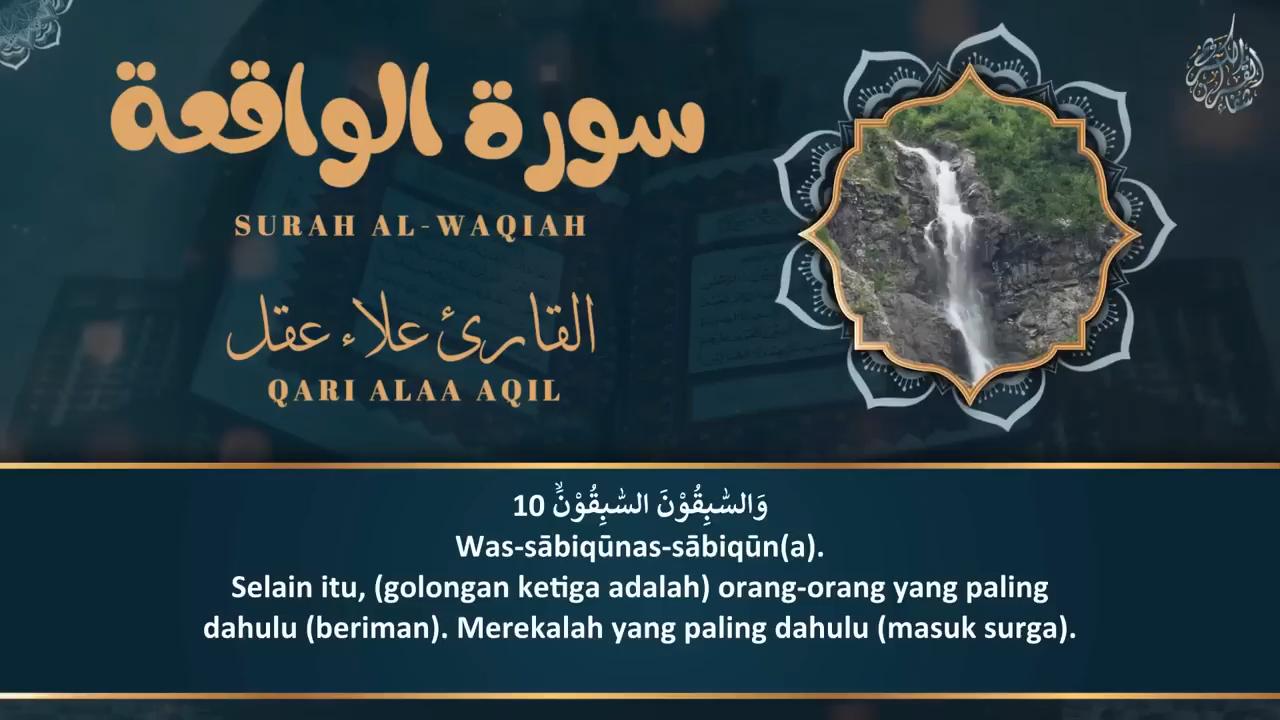 سورة الواقعة
SURAH AL-WAQIAH
القارئ علاء عقل
QARI ALAA AQIL
وَالسّٰبِقُوْنَ السّٰبِقُوْنَۙ 10
Was-sābiqūnas-sābiqūn(a).
Selain itu, (golongan ketiga adalah) orang-orang yang paling
dahulu (beriman). Merekalah yang paling dahulu (masuk surga).